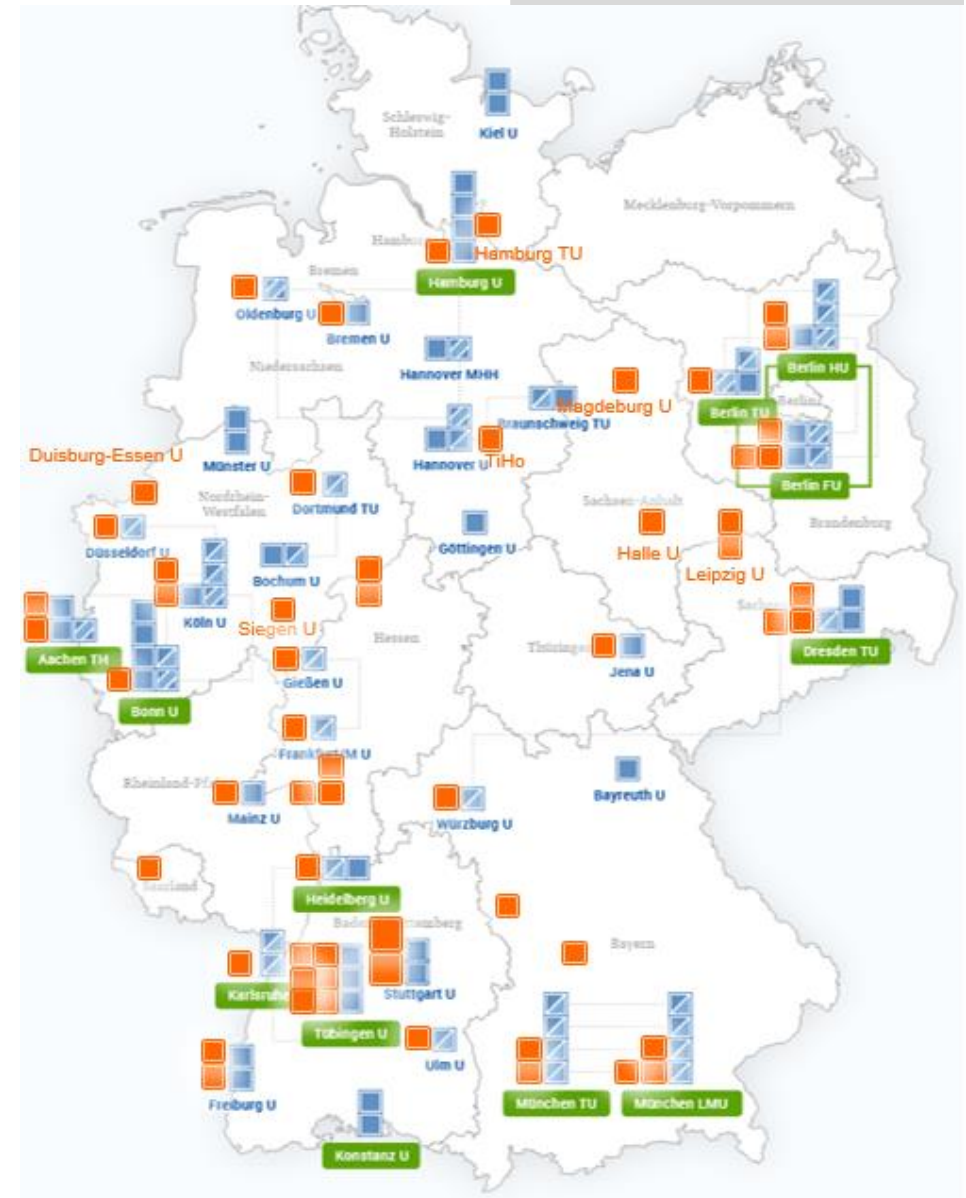 Schleswig-
Holstein
Kiel U
Mecklenburg-Vorpommern
Hamburg TU
Hamburg U
Bremen
Oldenburg U
Bremen U
Niedersachsen
Hannover MHH
Berlin HU
Magdeburg U
Braunschweig TU
Berlin TU
Berlin
Duisburg-Essen U
Münster U
Hannover U
TiHo
Berlin FU
Nordrhein-
Westfalen
Dortmund TU
Sachsen-Anhalt
Brandenburg
Düsseldorf U
Göttingen U
Halle U
Bochum U
Leipzig U
Köln U
Siegen U
Hessen
Aachen TH
Thüringen
Jena U
Dresden TU
Gießen U
Bonn U
Frankfurt/M U
Mainz U
Würzburg U
Bayreuth U
Saarland
Heidelberg U
Bayern
Stuttgart U
Karlsruhe
Tübingen U
Ulm U
Freiburg U
München TU
München LMU
Konstanz U